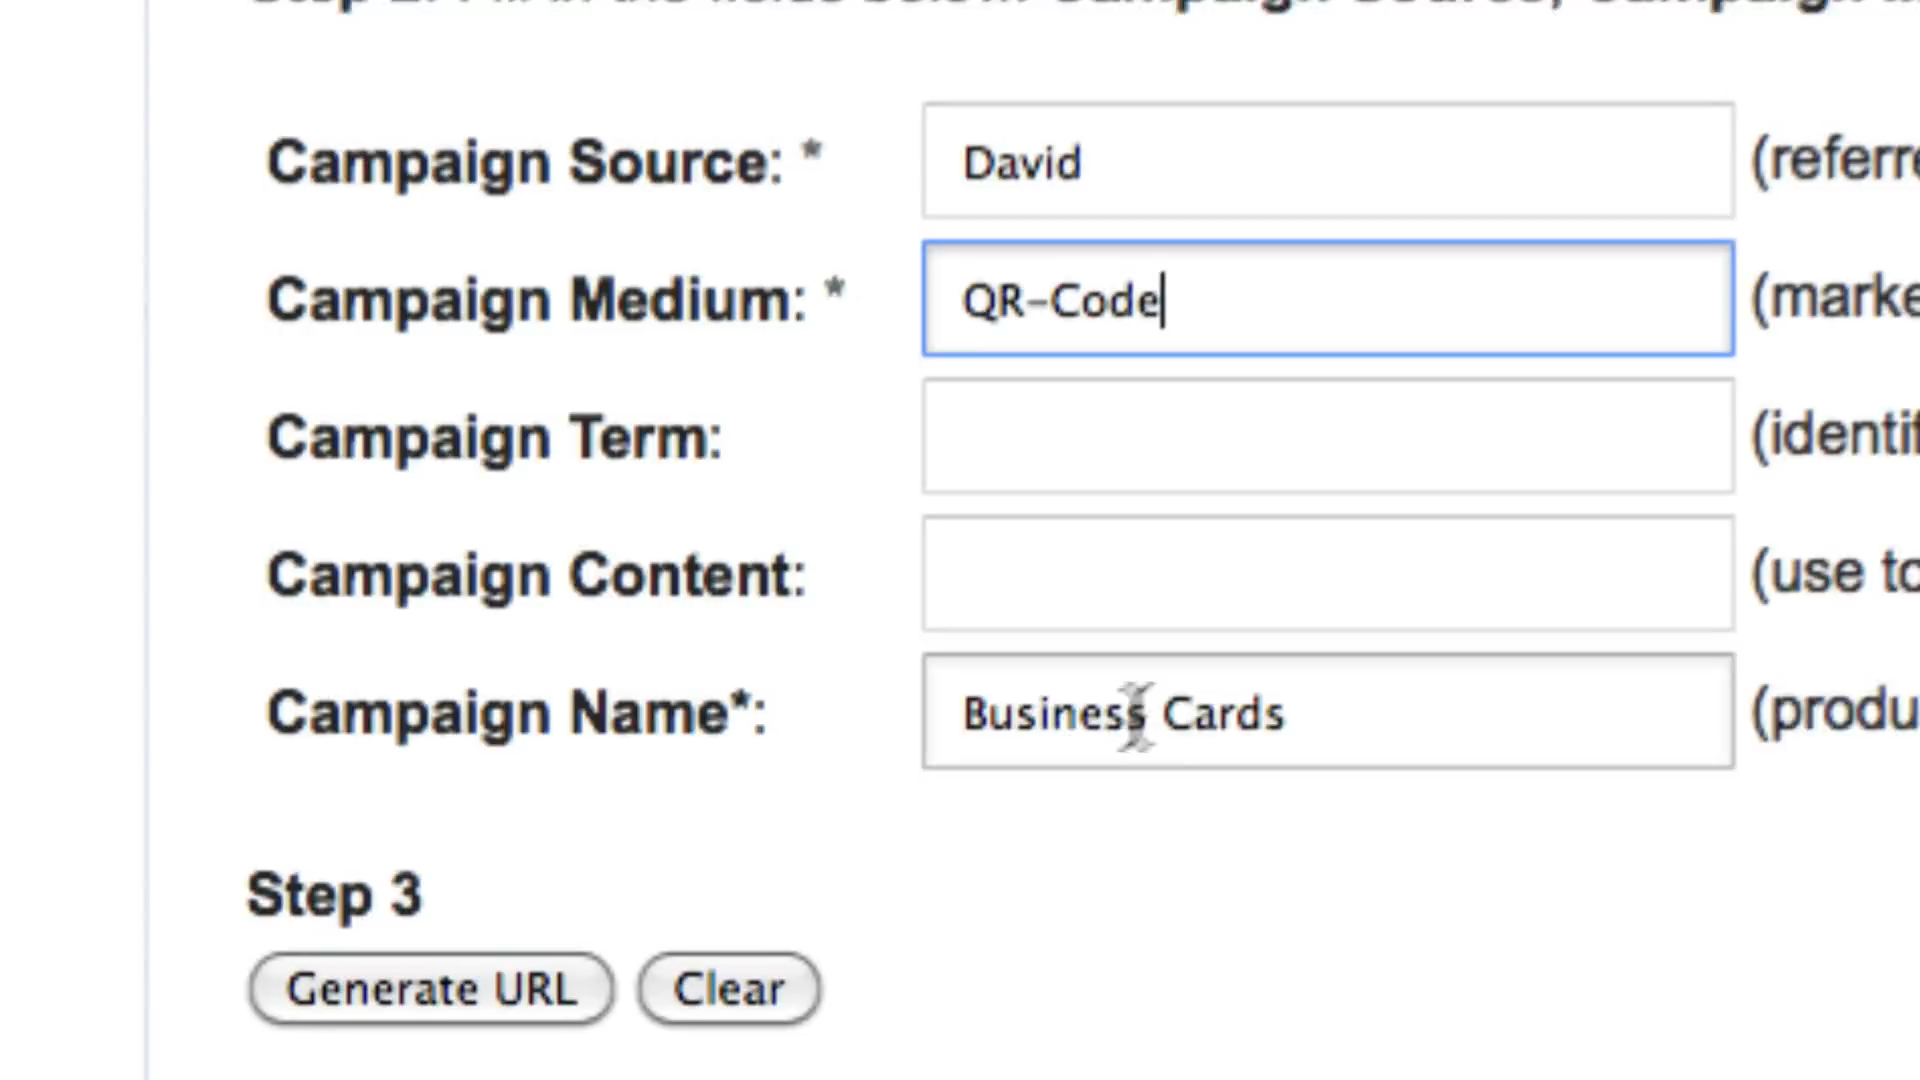 Campaign Source: * David (referre
Campaign Medium: * QR-Code (marke
Campaign Term: (identif
Campaign Content: (use to
Campaign Name*: Business Cards (produ
Step 3
Generate URL Clear